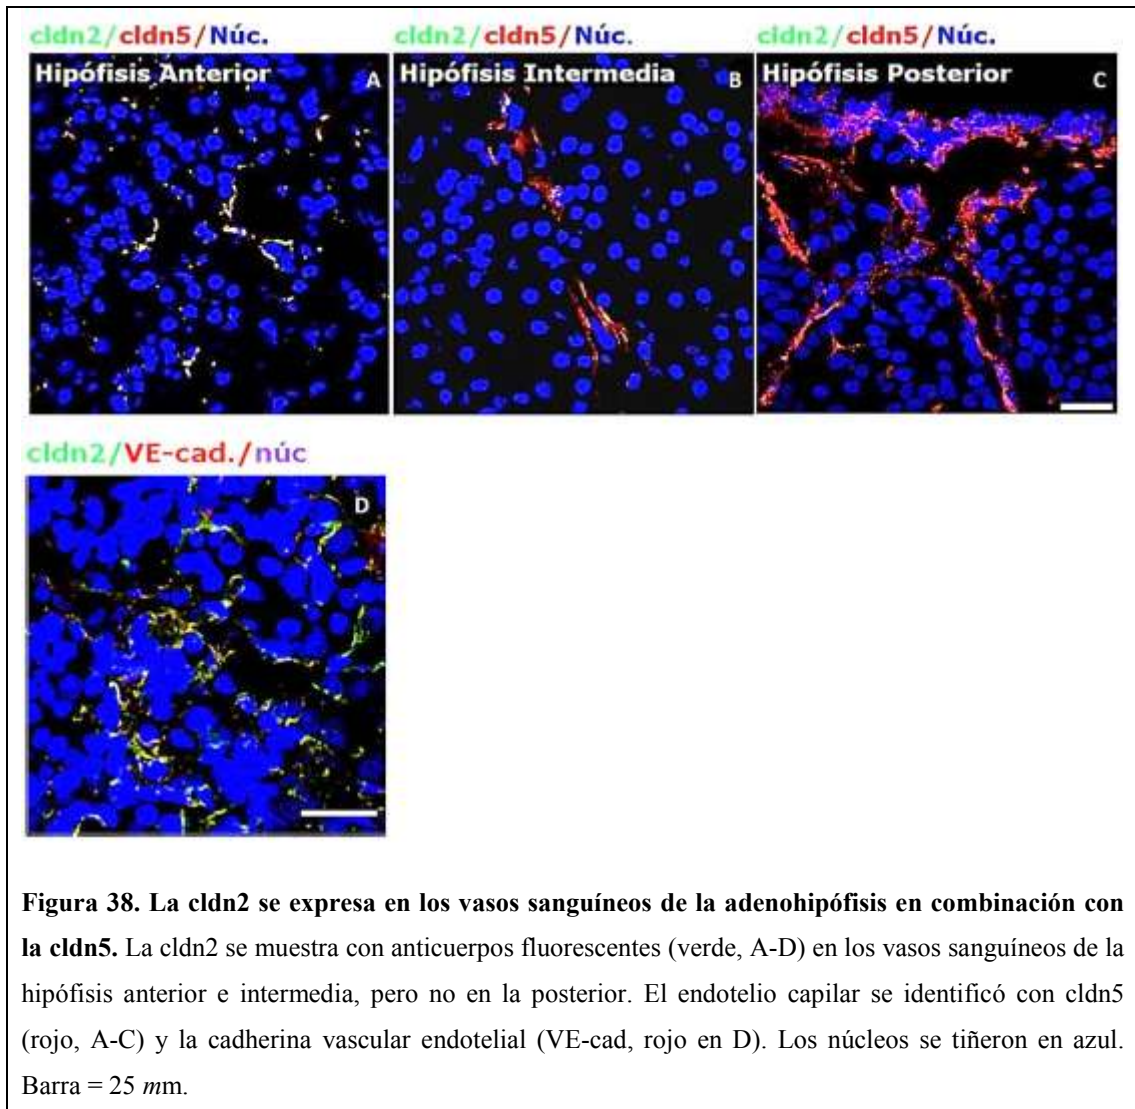 cldn2/cldn5/Núc. cldn2/cldn5/Núc. cldn2/cldn5/Núc.
Hipófisis Anterior A Hipófisis Intermedia B Hipófisis Posterior C
cldn2/VE-cad./núc
D
Figura 38. La cldn2 se expresa en los vasos sanguíneos de la adenohipófisis en combinación con
la cldn5. La cldn2 se muestra con anticuerpos fluorescentes (verde, A-D) en los vasos sanguíneos de la
hipófisis anterior e intermedia, pero no en la posterior. El endotelio capilar se identificó con cldn5
(rojo, A-C) y la cadherina vascular endotelial (VE-cad, rojo en D). Los núcleos se tiñeron en azul.
Barra = 25 mm.